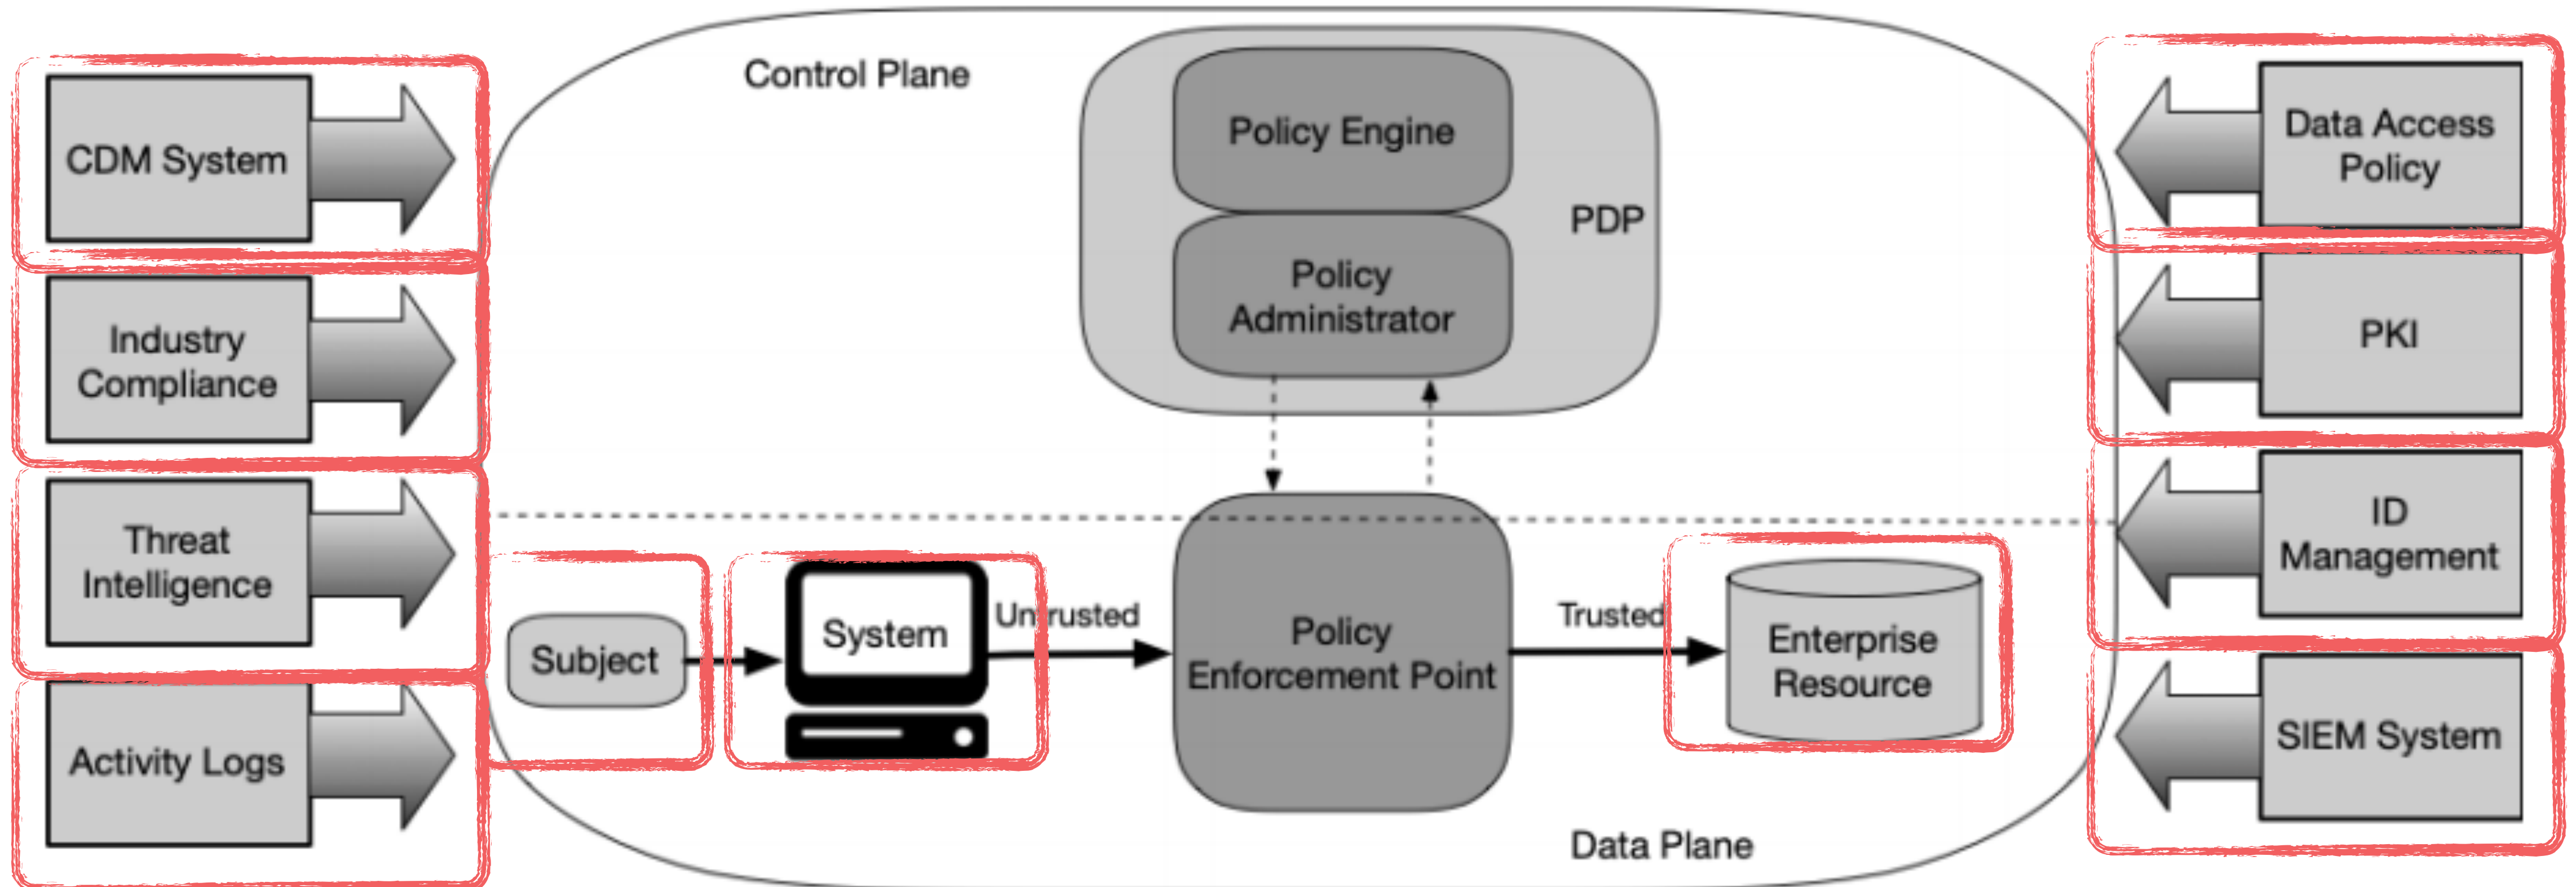 Control Plane
CDM System
Industry
Compliance
Threat
Intelligence
Activity Logs
Policy Engine
PDP
Policy
Administrator
Subject
System
Untrusted
Policy
Enforcement Point
Trusted
Enterprise
Resource
Data Plane
Data Access
Policy
PKI
ID
Management
SIEM System